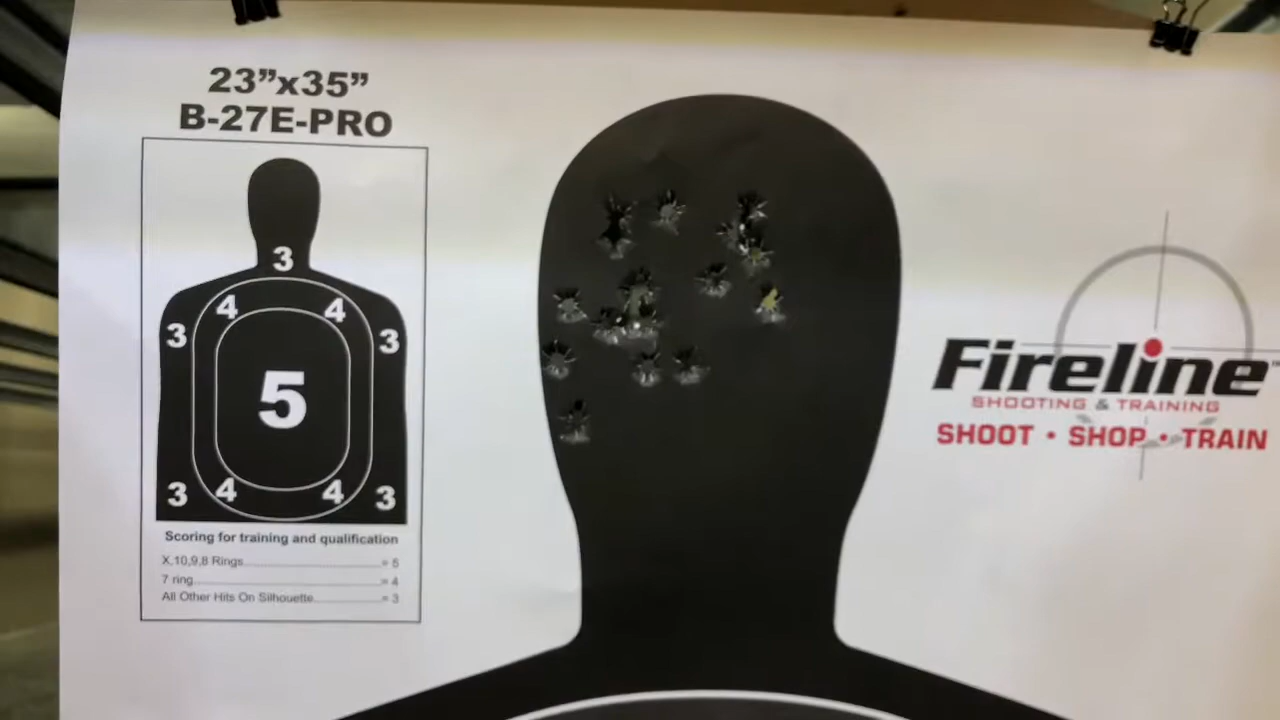 23”x35”
B-27E-PRO
3
4 4
3 3
5
3 4 4 3
Scoring for training and qualification
X,10,9,8 Rings = 5
7 ring = 4
All Other Hits On Silhouette = 3
Fireline
SHOOTING & TRAINING
SHOOT • SHOP • TRAIN